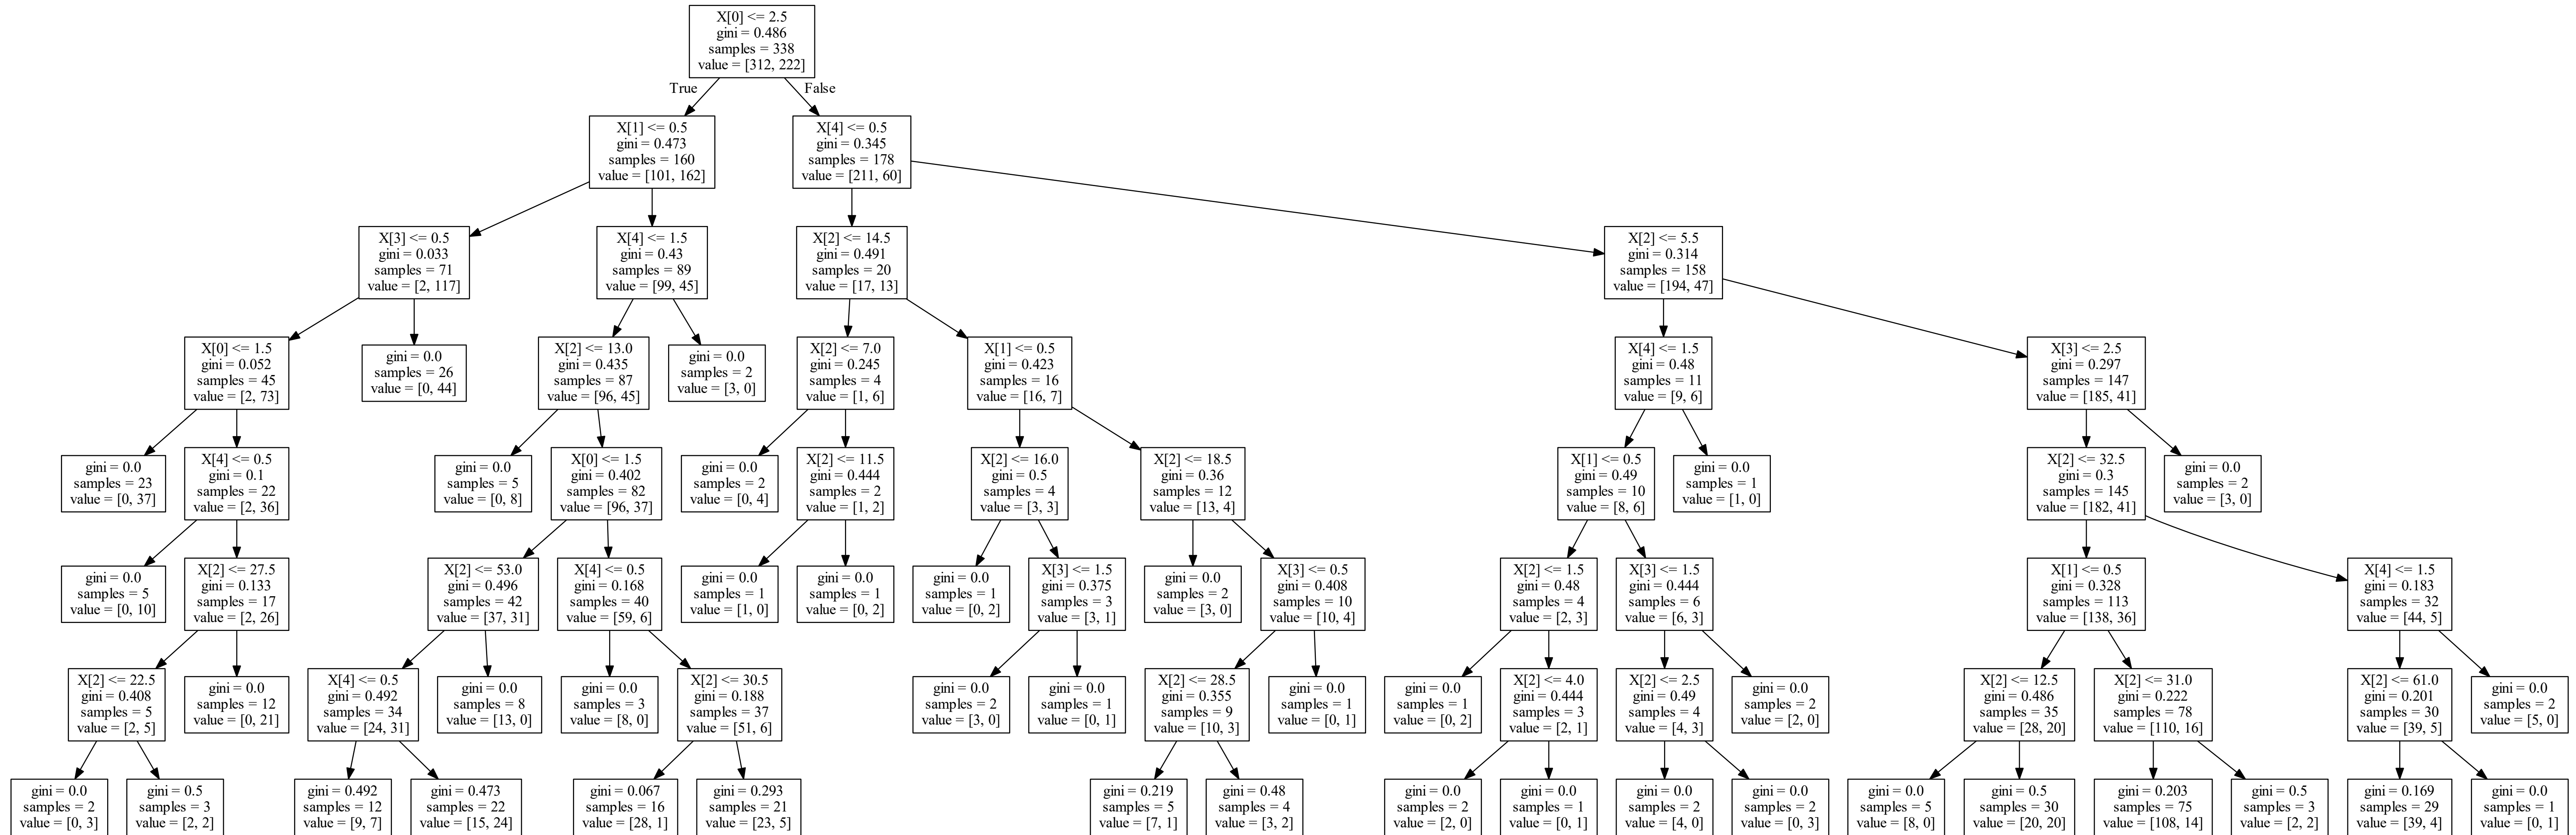 X[0] <= 2.5
gini = 0.486
samples = 338
value = [312, 222]
True
False
X[1] <= 0.5
gini = 0.473
samples = 160
value = [101, 162]
X[4] <= 0.5
gini = 0.345
samples = 178
value = [211, 60]
X[3] <= 0.5
gini = 0.033
samples = 71
value = [2, 117]
X[4] <= 1.5
gini = 0.43
samples = 89
value = [99, 45]
X[2] <= 14.5
gini = 0.491
samples = 20
value = [17, 13]
X[2] <= 5.5
gini = 0.314
samples = 158
value = [194, 47]
X[0] <= 1.5
gini = 0.052
samples = 45
value = [2, 73]
gini = 0.0
samples = 26
value = [0, 44]
X[2] <= 13.0
gini = 0.435
samples = 87
value = [96, 45]
gini = 0.0
samples = 2
value = [3, 0]
X[2] <= 7.0
gini = 0.245
samples = 4
value = [1, 6]
X[1] <= 0.5
gini = 0.423
samples = 16
value = [16, 7]
X[4] <= 1.5
gini = 0.48
samples = 11
value = [9, 6]
X[3] <= 2.5
gini = 0.297
samples = 147
value = [185, 41]
gini = 0.0
samples = 23
value = [0, 37]
X[4] <= 0.5
gini = 0.1
samples = 22
value = [2, 36]
gini = 0.0
samples = 5
value = [0, 8]
X[0] <= 1.5
gini = 0.402
samples = 82
value = [96, 37]
gini = 0.0
samples = 2
value = [0, 4]
X[2] <= 11.5
gini = 0.444
samples = 2
value = [1, 2]
X[2] <= 16.0
gini = 0.5
samples = 4
value = [3, 3]
X[2] <= 18.5
gini = 0.36
samples = 12
value = [13, 4]
X[1] <= 0.5
gini = 0.49
samples = 10
value = [8, 6]
gini = 0.0
samples = 1
value = [1, 0]
X[2] <= 32.5
gini = 0.3
samples = 145
value = [182, 41]
gini = 0.0
samples = 2
value = [3, 0]
gini = 0.0
samples = 5
value = [0, 10]
X[2] <= 27.5
gini = 0.133
samples = 17
value = [2, 26]
X[2] <= 53.0
gini = 0.496
samples = 42
value = [37, 31]
X[4] <= 0.5
gini = 0.168
samples = 40
value = [59, 6]
gini = 0.0
samples = 1
value = [1, 0]
gini = 0.0
samples = 1
value = [0, 2]
gini = 0.0
samples = 1
value = [0, 2]
X[3] <= 1.5
gini = 0.375
samples = 3
value = [3, 1]
gini = 0.0
samples = 2
value = [3, 0]
X[3] <= 0.5
gini = 0.408
samples = 10
value = [10, 4]
X[2] <= 1.5
gini = 0.48
samples = 4
value = [2, 3]
X[3] <= 1.5
gini = 0.444
samples = 6
value = [6, 3]
X[1] <= 0.5
gini = 0.328
samples = 113
value = [138, 36]
X[4] <= 1.5
gini = 0.183
samples = 32
value = [44, 5]
X[2] <= 22.5
gini = 0.408
samples = 5
value = [2, 5]
gini = 0.0
samples = 12
value = [0, 21]
X[4] <= 0.5
gini = 0.492
samples = 34
value = [24, 31]
gini = 0.0
samples = 8
value = [13, 0]
gini = 0.0
samples = 3
value = [8, 0]
X[2] <= 30.5
gini = 0.188
samples = 37
value = [51, 6]
gini = 0.0
samples = 2
value = [3, 0]
gini = 0.0
samples = 1
value = [0, 1]
X[2] <= 28.5
gini = 0.355
samples = 9
value = [10, 3]
gini = 0.0
samples = 1
value = [0, 1]
gini = 0.0
samples = 1
value = [0, 2]
X[2] <= 4.0
gini = 0.444
samples = 3
value = [2, 1]
X[2] <= 2.5
gini = 0.49
samples = 4
value = [4, 3]
gini = 0.0
samples = 2
value = [2, 0]
X[2] <= 12.5
gini = 0.486
samples = 35
value = [28, 20]
X[2] <= 31.0
gini = 0.222
samples = 78
value = [110, 16]
X[2] <= 61.0
gini = 0.201
samples = 30
value = [39, 5]
gini = 0.0
samples = 2
value = [5, 0]
gini = 0.0
samples = 2
value = [0, 3]
gini = 0.5
samples = 3
value = [2, 2]
gini = 0.492
samples = 12
value = [9, 7]
gini = 0.473
samples = 22
value = [15, 24]
gini = 0.067
samples = 16
value = [28, 1]
gini = 0.293
samples = 21
value = [23, 5]
gini = 0.219
samples = 5
value = [7, 1]
gini = 0.48
samples = 4
value = [3, 2]
gini = 0.0
samples = 2
value = [2, 0]
gini = 0.0
samples = 1
value = [0, 1]
gini = 0.0
samples = 2
value = [4, 0]
gini = 0.0
samples = 2
value = [0, 3]
gini = 0.0
samples = 5
value = [8, 0]
gini = 0.5
samples = 30
value = [20, 20]
gini = 0.203
samples = 75
value = [108, 14]
gini = 0.5
samples = 3
value = [2, 2]
gini = 0.169
samples = 29
value = [39, 4]
gini = 0.0
samples = 1
value = [0, 1]